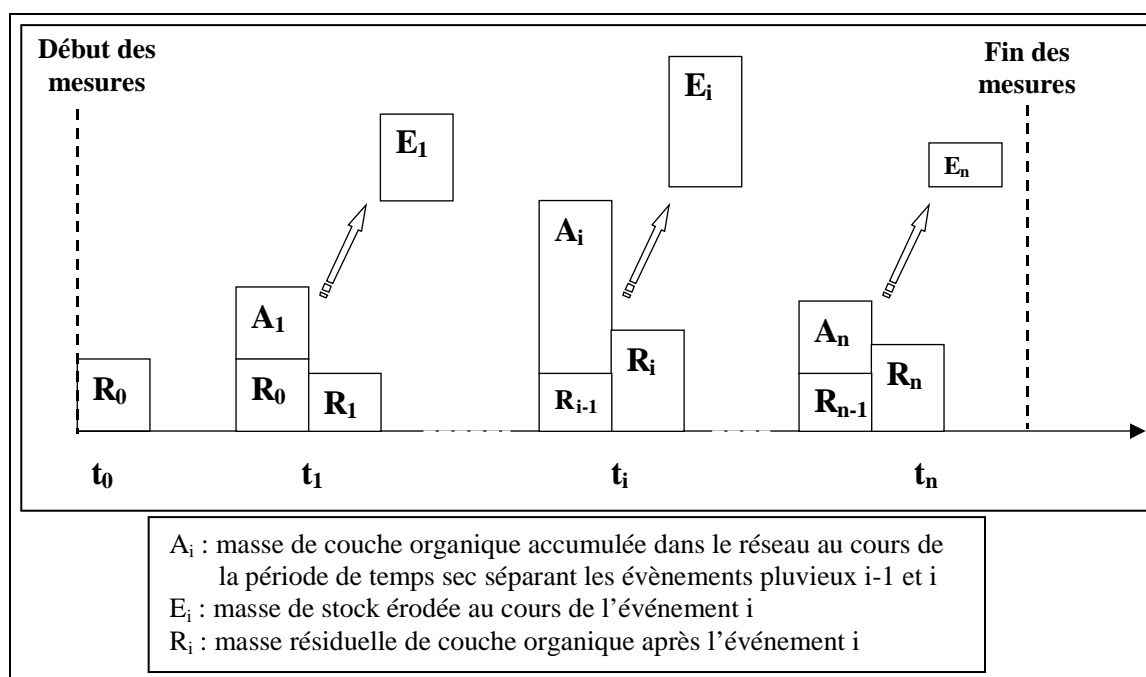 Début des
mesures
Fin des
mesures
E₁
Eᵢ
Eₙ
A₁
Aᵢ
Aₙ
R₀
R₀
R₁
Rᵢ₋₁
Rᵢ
Rₙ₋₁
Rₙ
t₀
t₁
tᵢ
tₙ
Aᵢ : masse de couche organique accumulée dans le réseau au cours de
la période de temps sec séparant les évènements pluvieux i-1 et i
Eᵢ : masse de stock érodée au cours de l’événement i
Rᵢ : masse résiduelle de couche organique après l’événement i